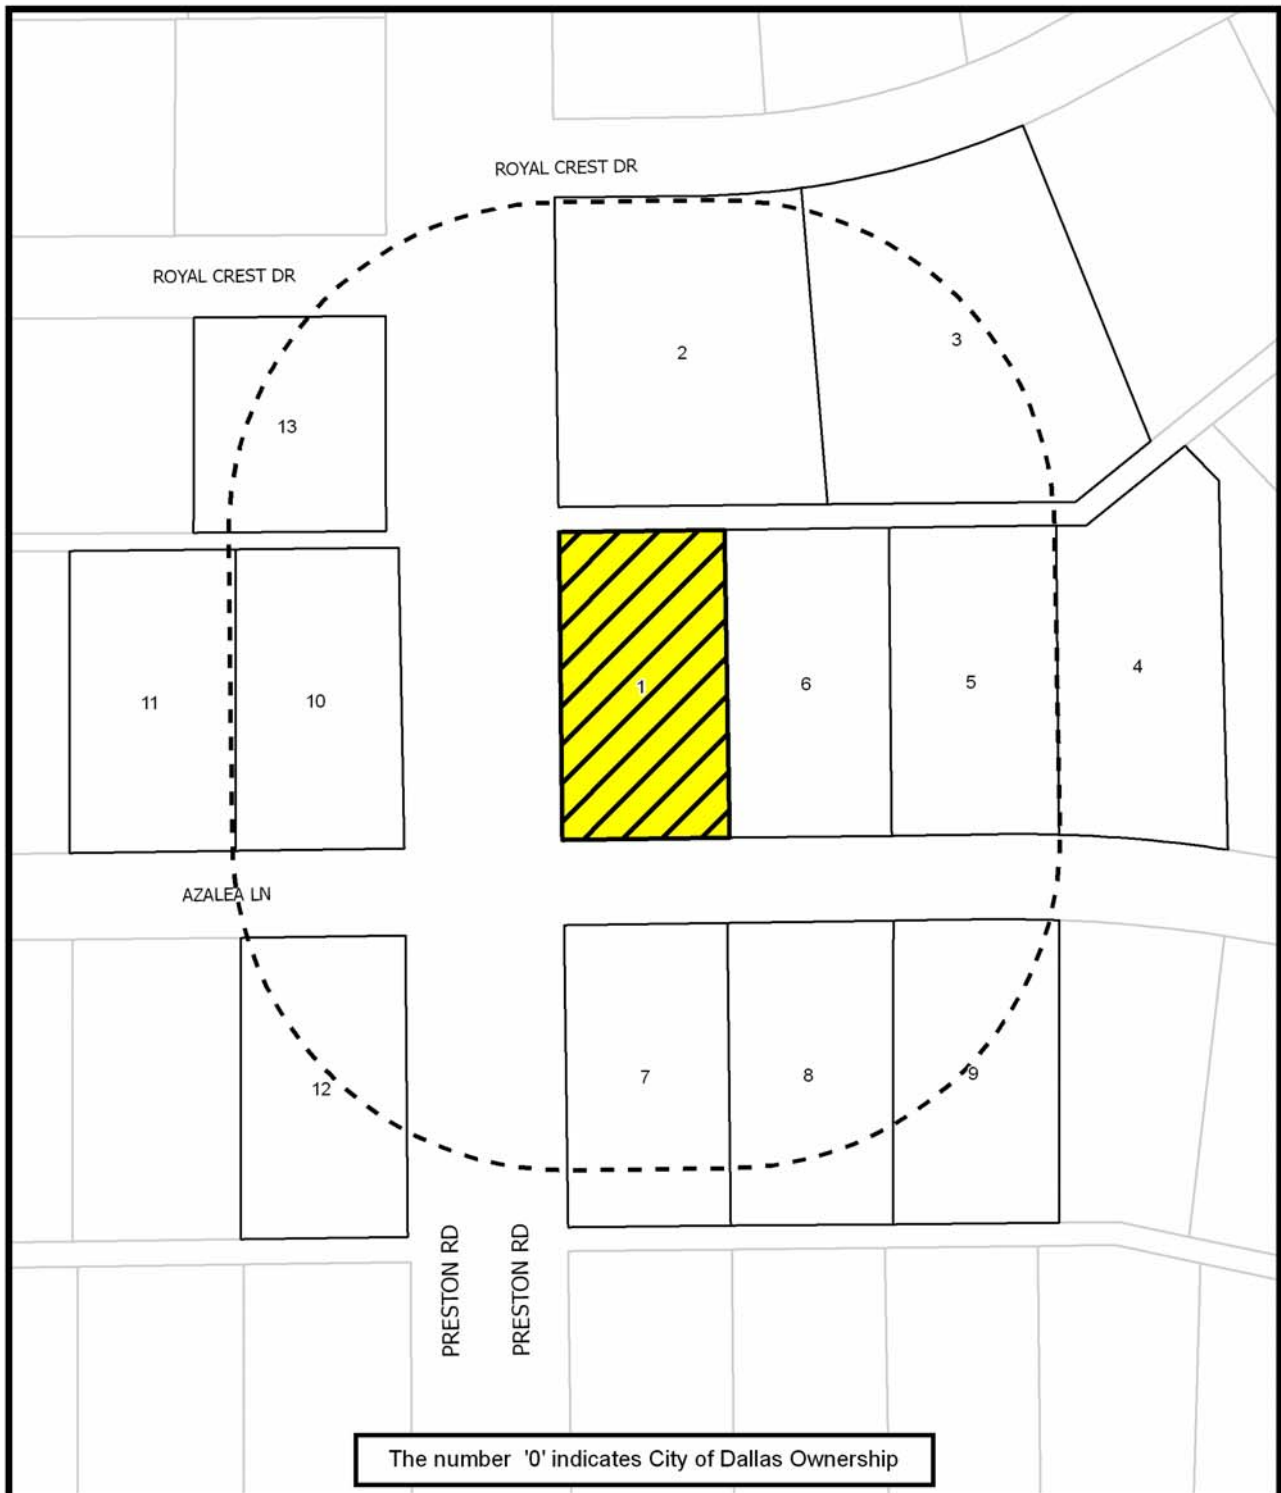 ROYAL CREST DR
ROYAL CREST DR
3
2
13
4
5
6
1
10
11
AZALEA LN
9
8
7
12
PRESTON RD
PRESTON RD
The number '0' indicates City of Dallas Ownership